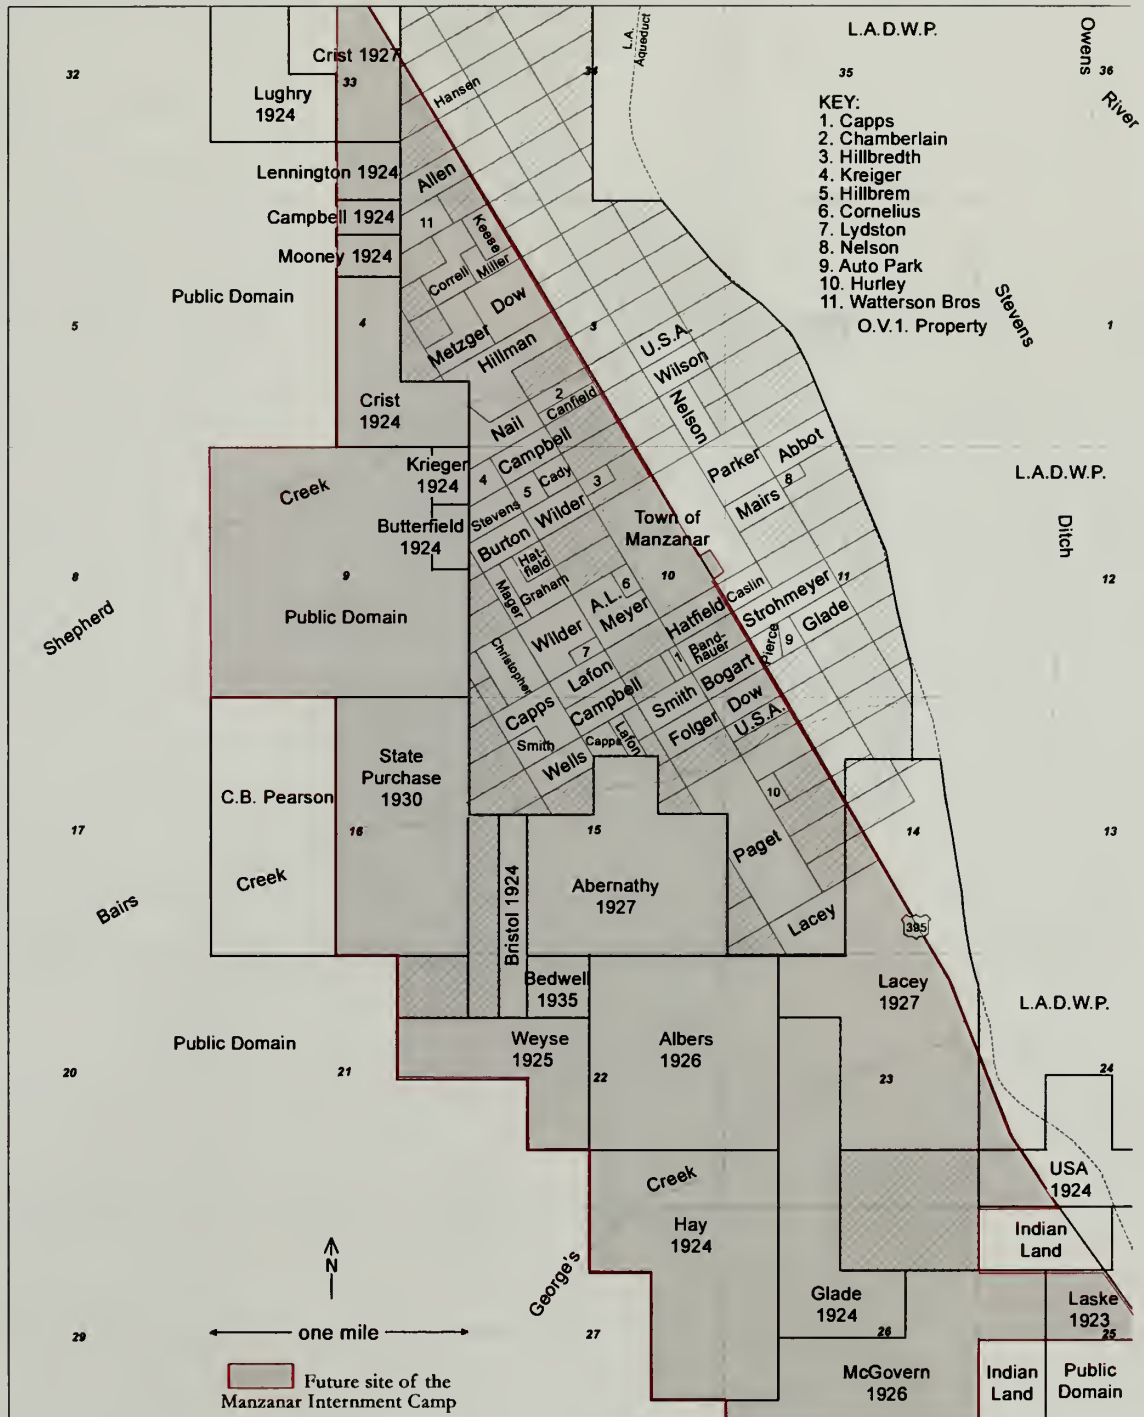 L.A.
Aqueduct
L.A.D.W.P.
Owens
River
32
Crist 1927
33
34
35
36
Lughry
1924
Hansen
KEY:
1. Capps
2. Chamberlain
3. Hillbredth
4. Kreiger
5. Hillbrem
6. Cornelius
7. Lydston
8. Nelson
9. Auto Park
10. Hurley
11. Watterson Bros
O.V.1. Property
Lennington 1924
Allen
Campbell 1924
11
Keese
Mooney 1924
Correll
Miller
Public Domain
Dow
Stevens
5
4
3
1
Metzger
Hillman
U.S.A.
Wilson
2
Canfield
Nelson
Crist
1924
Nail
Campbell
Parker
Abbot
Krieger
1924
4
5
Cady
3
8
Mairs
L.A.D.W.P.
Creek
Stevens
Wilder
Butterfield
1924
Burton
Town of
Manzanar
Ditch
Hat-
field
8
9
Mager
Graham
6
10
Caslin
11
12
Public Domain
A.L.
Meyer
Hatfield
Strohmeyer
Glade
Shepherd
Wilder
7
Band-
hauer
Pierce
9
Christopher
Lafon
1
Bogart
Campbell
Smith
Dow
Capps
Folger
U.S.A.
Smith
Capps
Lafon
Wells
State
Purchase
1930
C.B. Pearson
10
17
16
15
14
13
Paget
Creek
Bristol 1924
Abernathy
1927
Bairs
Lacey
395
Bedwell
1935
Lacey
1927
L.A.D.W.P.
Public Domain
Weyse
1925
Albers
1926
20
21
22
23
24
Creek
USA
1924
Hay
1924
Indian
Land
N
George's
Glade
1924
Laske
1923
29
one mile
27
26
25
McGovern
1926
Indian
Land
Public
Domain
Future site of the
Manzanar Internment Camp